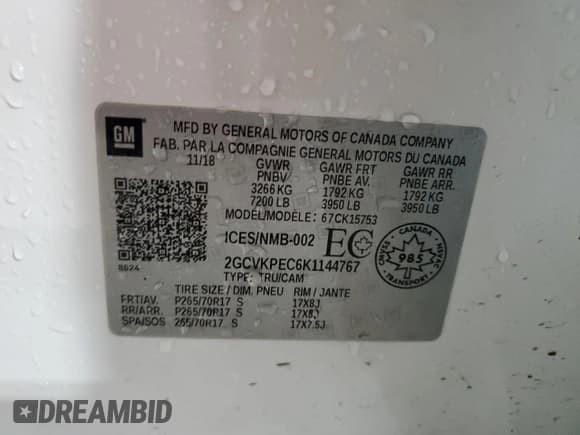 GM
MFD BY GENERAL MOTORS OF CANADA COMPANY
FAB. PAR LA COMPAGNIE GENERAL MOTORS DU CANADA
11/18 GVWR GAWR FRT GAWR RR
PNBV PNBE AV. PNBE ARR.
3266 KG 1792 KG 1792 KG
7200 LB 3950 LB 3950 LB
MODEL/MODÈLE: 67CK15753
ICES/NMB-002 EC
CANADA
NSVAC
985
NVAC
TRANSPORT
2GCVKPEC6K1144767
8624
TYPE: TRU/CAM
TIRE SIZE / DIM. PNEU RIM / JANTE
FRT/AV. P265/70R17 S 17X8J
RR/ARR. P265/70R17 S 17X8J
SPA/SOS 265/70R17 S 17X7.5J
DREAMBID